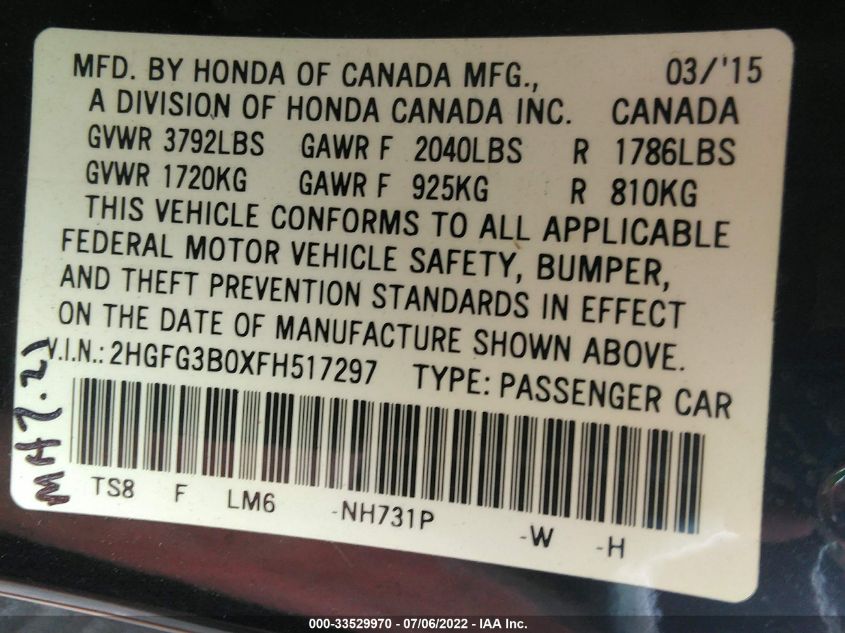 MFD. BY HONDA OF CANADA MFG., 03/'15
A DIVISION OF HONDA CANADA INC. CANADA
GVWR 3792LBS GAWR F 2040LBS R 1786LBS
GVWR 1720KG GAWR F 925KG R 810KG
THIS VEHICLE CONFORMS TO ALL APPLICABLE
FEDERAL MOTOR VEHICLE SAFETY, BUMPER,
AND THEFT PREVENTION STANDARDS IN EFFECT
ON THE DATE OF MANUFACTURE SHOWN ABOVE.
V.I.N.: 2HGFG3B0XFH517297 TYPE: PASSENGER CAR
TS8 F LM6 -NH731P -W -H
000-33529970 - 07/06/2022 - IAA Inc.